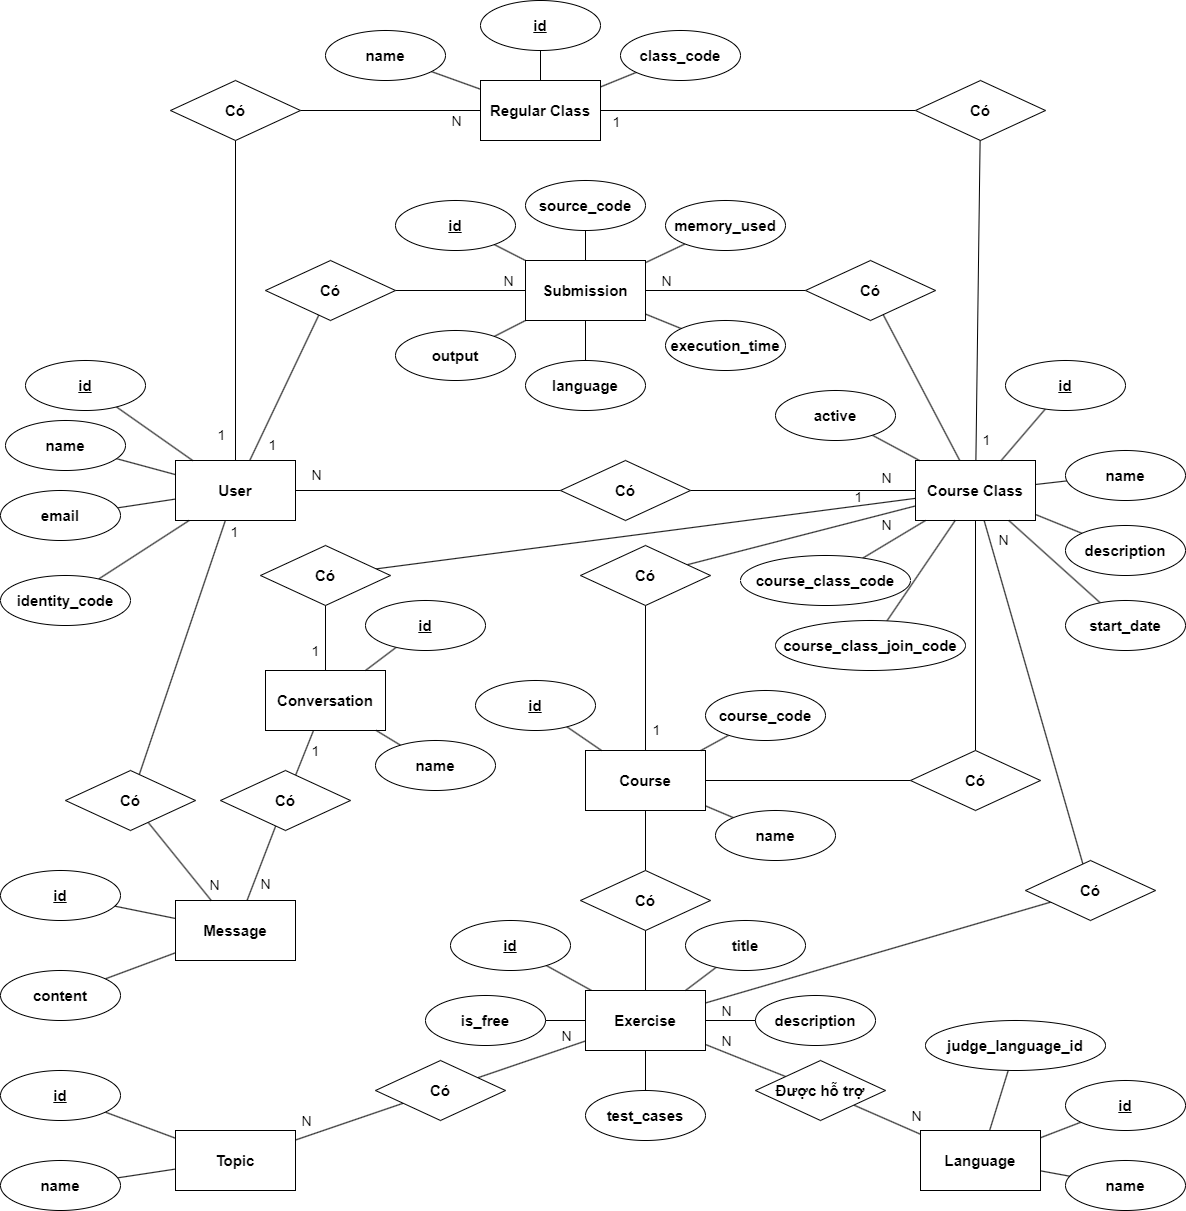 id
name
class_code
Có
Regular Class
Có
N
1
source_code
id
memory_used
Có
N
Submission
N
Có
output
execution_time
language
id
id
active
name
1
1
1
User
N
Có
N
Course Class
name
1
email
1
N
N
description
Có
Có
course_class_code
identity_code
id
start_date
course_class_join_code
1
Conversation
id
course_code
1
1
name
Có
Có
Course
Có
name
N
N
id
Có
Có
Message
id
title
content
is_free
Exercise
N
description
N
N
judge_language_id
Có
Được hỗ trợ
id
test_cases
id
N
N
Topic
Language
name
name